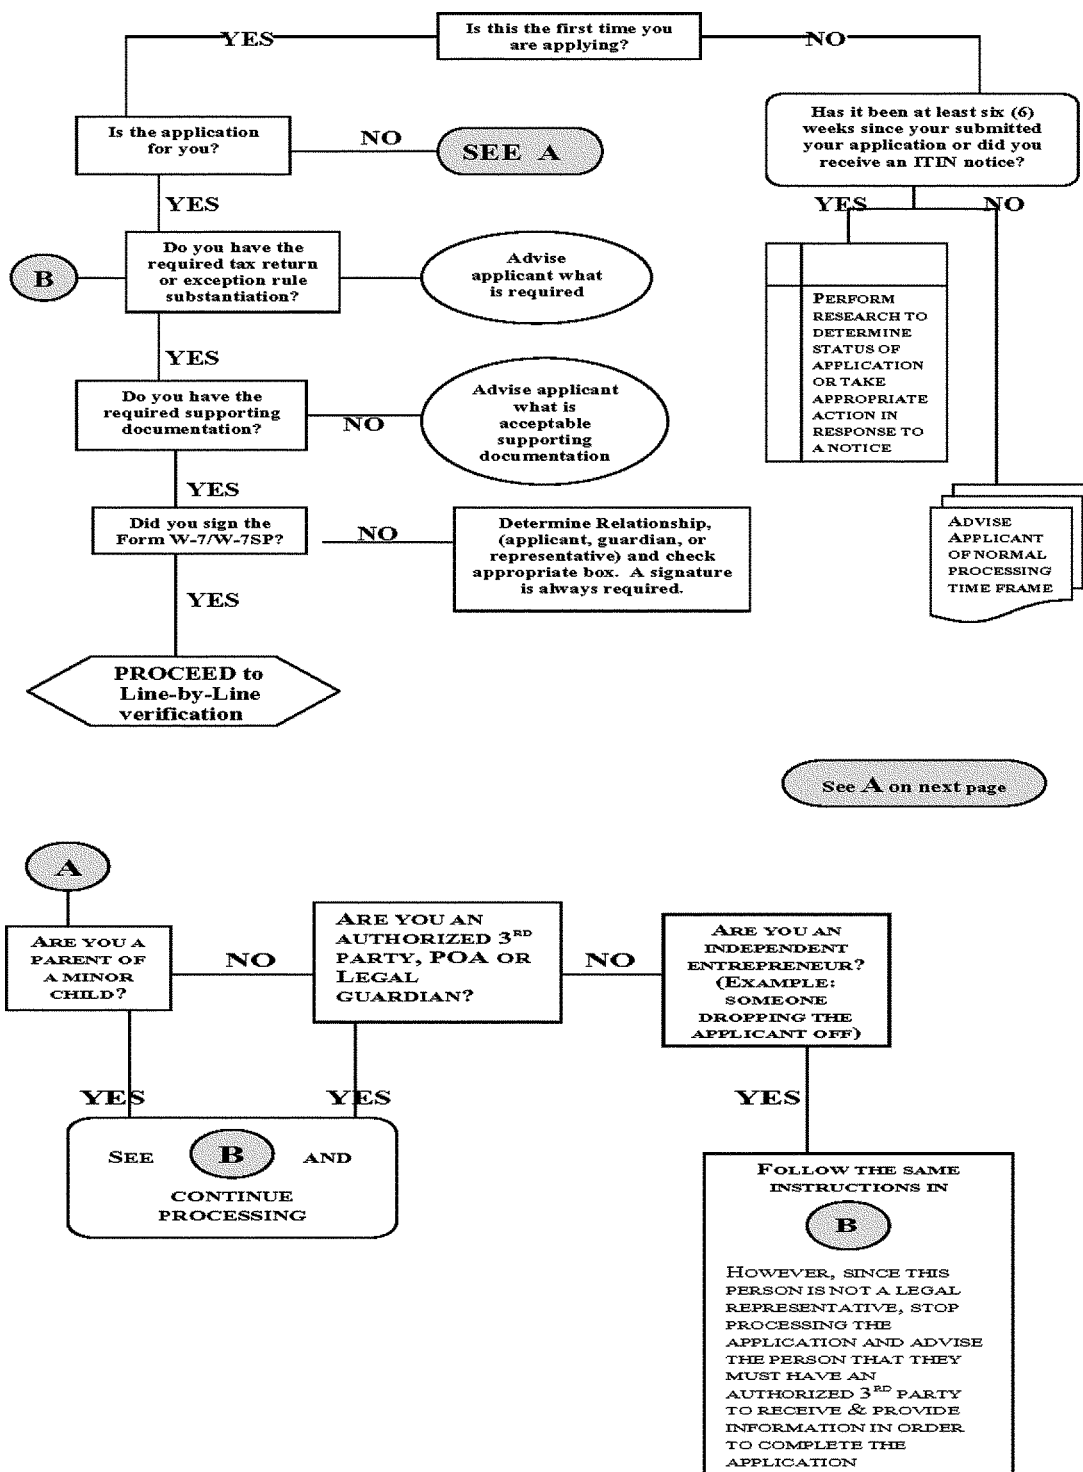 Is this the first time you
are applying?
YES
NO
Is the application
for you?
NO
SEE A
Has it been at least six (6)
weeks since your submitted
your application or did you
receive an ITIN notice?
YES
YES
NO
B
Do you have the
required tax return
or exception rule
substantiation?
Advise
applicant what
is required
PERFORM
RESEARCH TO
DETERMINE
STATUS OF
APPLICATION
OR TAKE
APPROPRIATE
ACTION IN
RESPONSE TO
A NOTICE
YES
Do you have the
required supporting
documentation?
NO
Advise applicant
what is
acceptable
supporting
documentation
YES
Did you sign the
Form W-7/W-7SP?
NO
Determine Relationship,
(applicant, guardian, or
representative) and check
appropriate box. A signature
is always required.
ADVISE
APPLICANT
OF NORMAL
PROCESSING
TIME FRAME
YES
PROCEED to
Line-by-Line
verification
See A on next page
A
ARE YOU A
PARENT OF
A MINOR
CHILD?
NO
ARE YOU AN
AUTHORIZED 3RD
PARTY, POA OR
LEGAL
GUARDIAN?
NO
ARE YOU AN
INDEPENDENT
ENTREPRENEUR?
(EXAMPLE:
SOMEONE
DROPPING THE
APPLICANT OFF)
YES
YES
YES
SEE B AND
CONTINUE
PROCESSING
FOLLOW THE SAME
INSTRUCTIONS IN
B
HOWEVER, SINCE THIS
PERSON IS NOT A LEGAL
REPRESENTATIVE, STOP
PROCESSING THE
APPLICATION AND ADVISE
THE PERSON THAT THEY
MUST HAVE AN
AUTHORIZED 3RD PARTY
TO RECEIVE & PROVIDE
INFORMATION IN ORDER
TO COMPLETE THE
APPLICATION